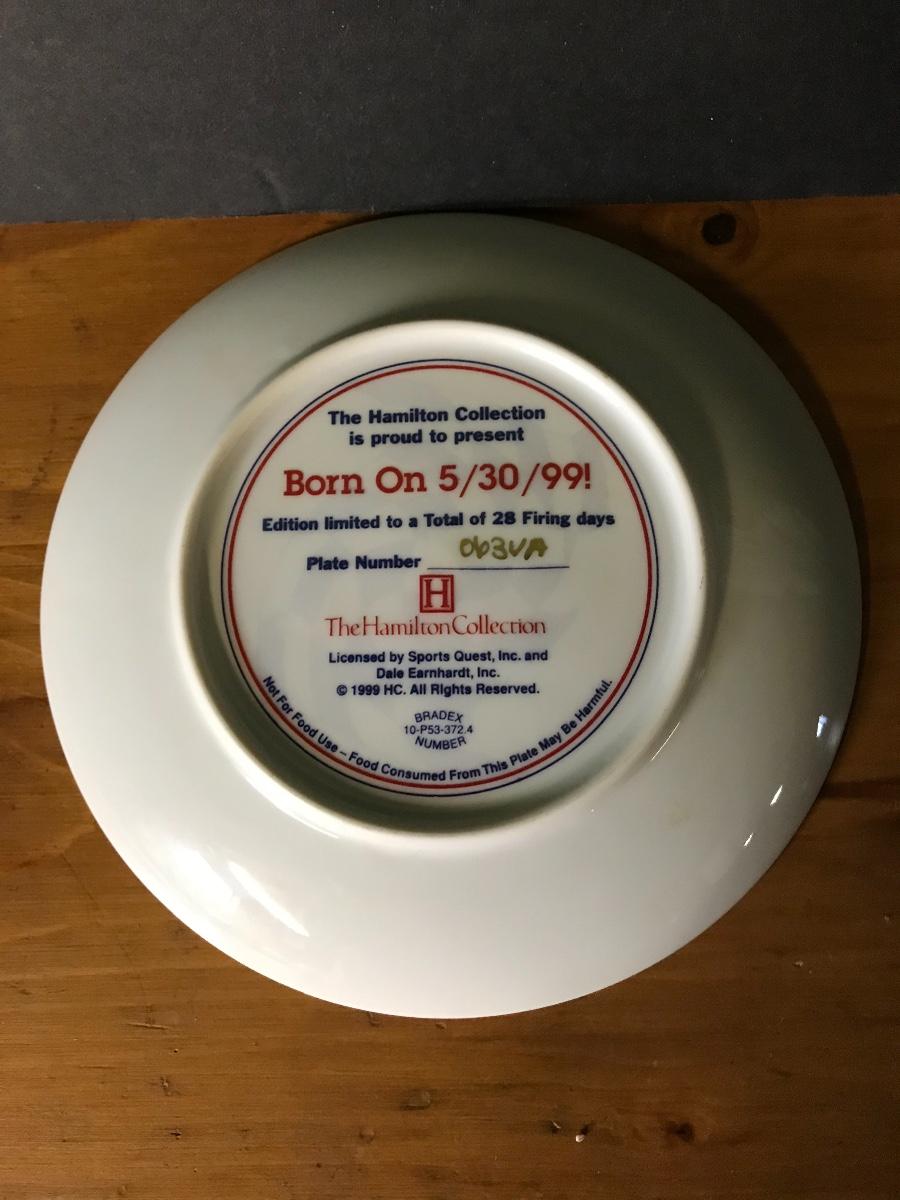 The Hamilton Collection
is proud to present
Born On 5/30/99!
Edition limited to a Total of 28 Firing days
Plate Number 063VA
H
The Hamilton Collection
Licensed by Sports Quest, Inc. and
Dale Earnhardt, Inc.
© 1999 HC. All Rights Reserved.
BRADEX
10-P53-372.4
NUMBER
Not For Food Use – Food Consumed From This Plate May Be Harmful.